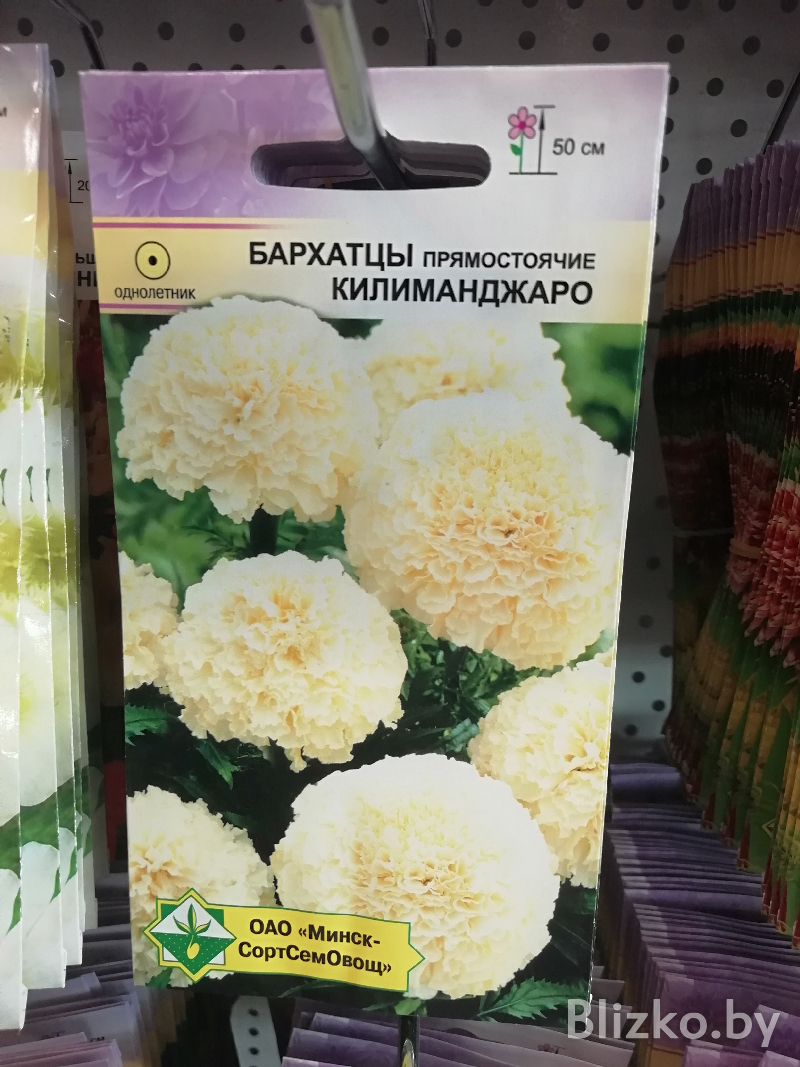 50 см
БАРХАТЦЫ ПРЯМОСТОЯЧИЕ
КИЛИМАНДЖАРО
однолетник
ОАО «Минск-
СортСемОвощ»
Blizko.by